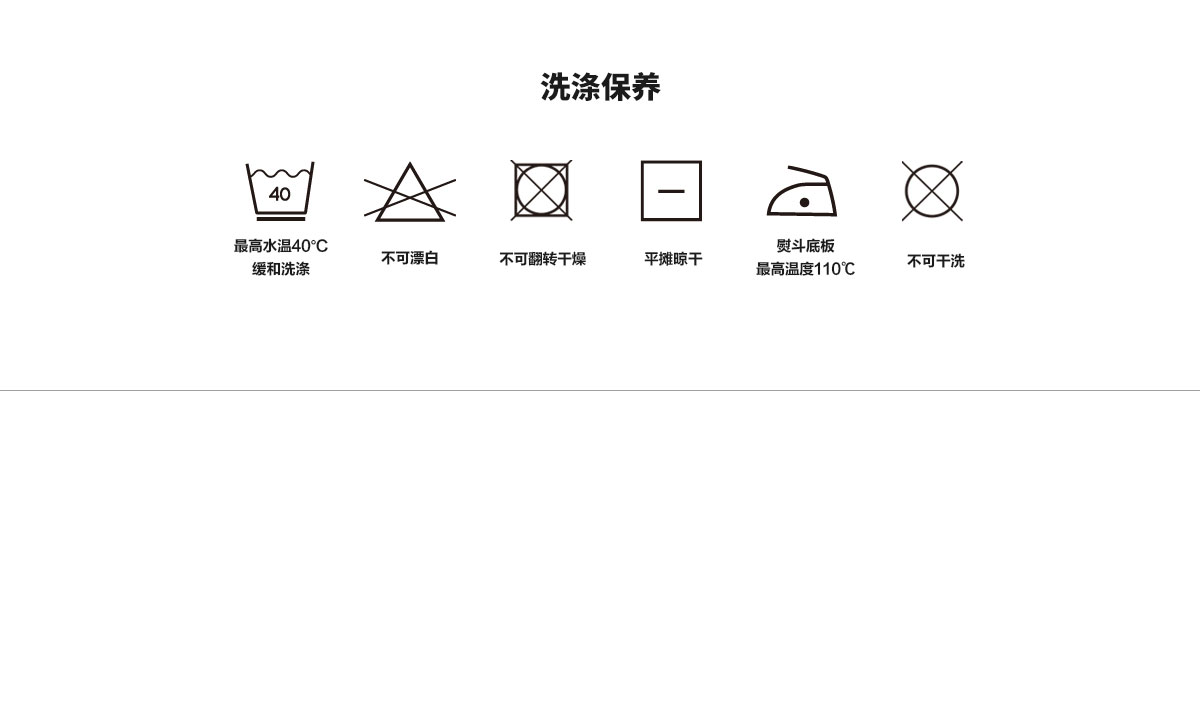 洗涤保养
40
最高水温40℃
缓和洗涤
不可漂白
不可翻转干燥
平摊晾干
熨斗底板
最高温度110℃
不可干洗